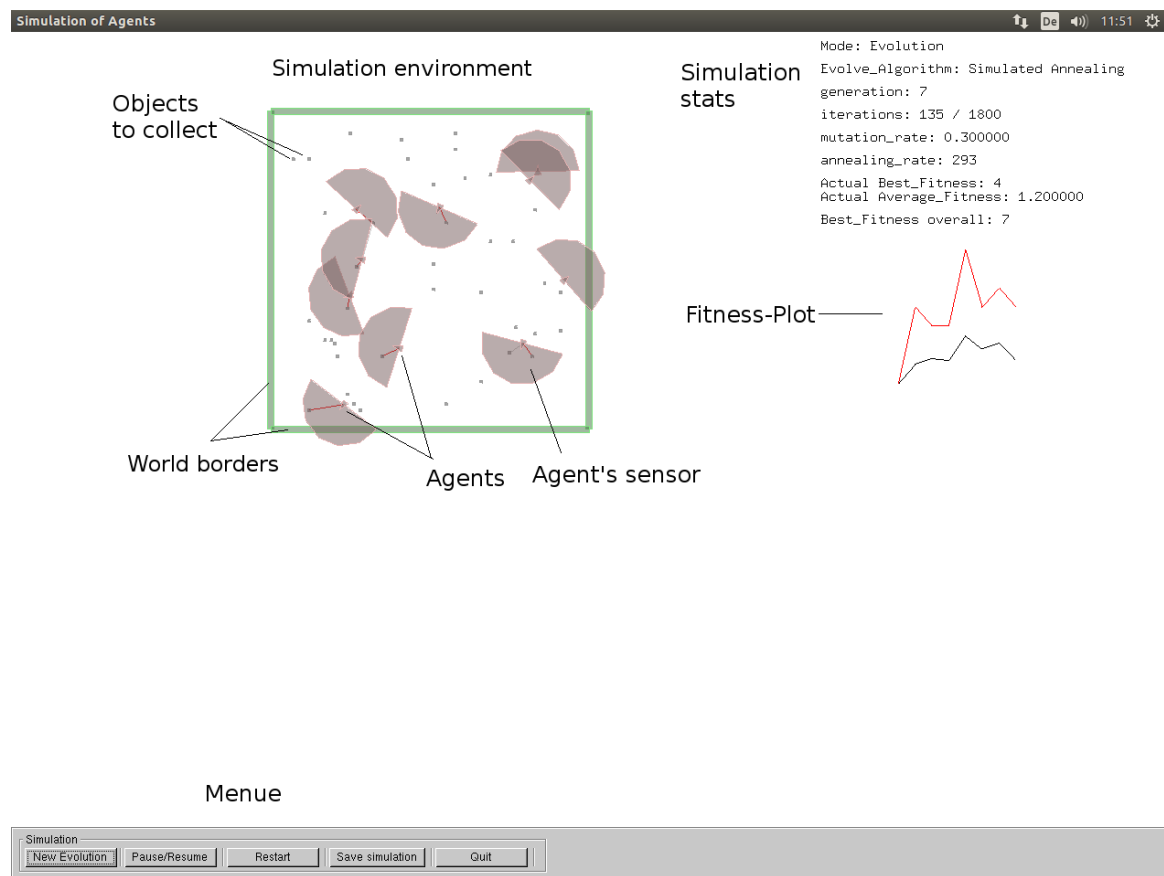 Simulation of Agents
De 11:51
Simulation environment
Objects
to collect
World borders
Agents
Agent's sensor
Simulation
stats
Mode: Evolution
Evolve_Algorithm: Simulated Annealing
generation: 7
iterations: 135 / 1800
mutation_rate: 0.300000
annealing_rate: 293
Actual Best_Fitness: 4
Actual Average_Fitness: 1.200000
Best_Fitness overall: 7
Fitness-Plot
Menue
Simulation
New Evolution Pause/Resume Restart Save simulation Quit